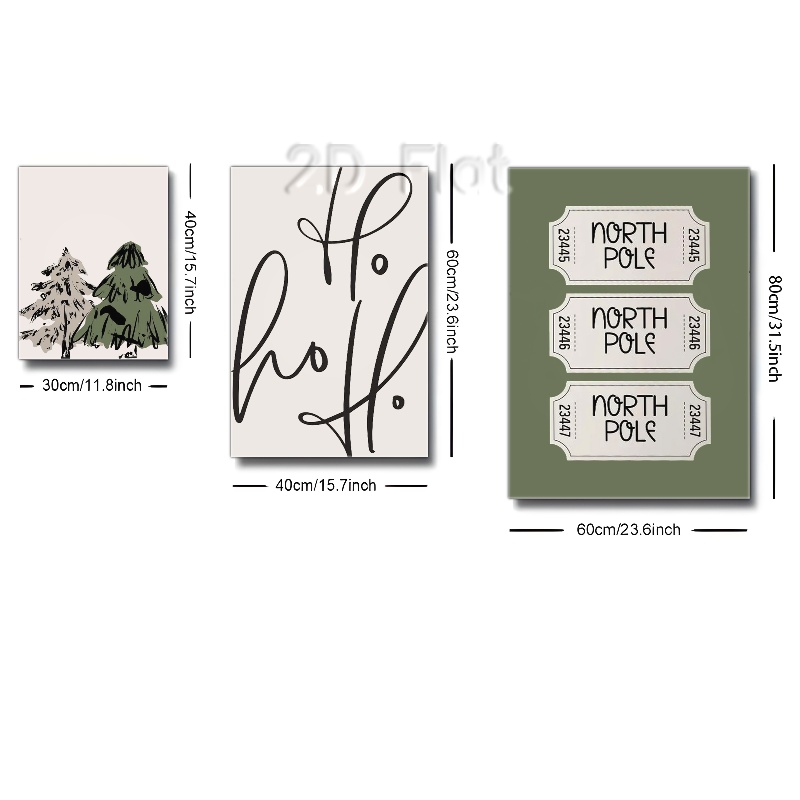 2D Flat
40cm/15.7inch
30cm/11.8inch
Ho
ho
Ho
60cm/23.6inch
40cm/15.7inch
23445
NORTH
POLE
23445
23446
NORTH
POLE
23446
23447
NORTH
POLE
23447
80cm/31.5inch
60cm/23.6inch